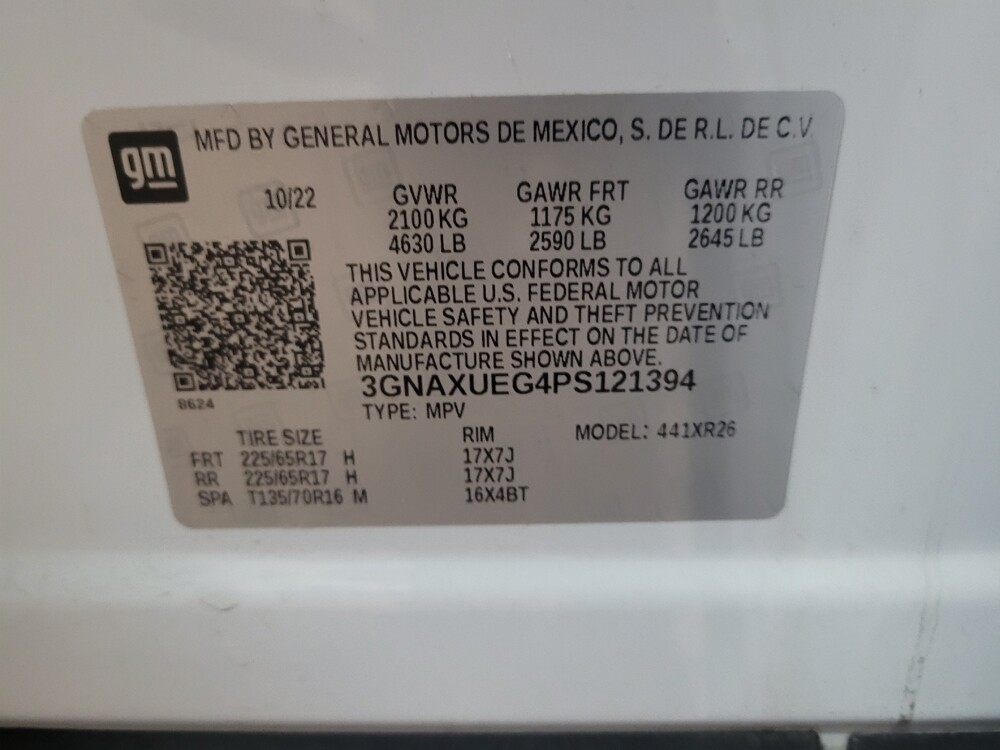 gm
MFD BY GENERAL MOTORS DE MEXICO, S. DE R.L. DE C.V.
10/22 GVWR GAWR FRT GAWR RR
2100 KG 1175 KG 1200 KG
4630 LB 2590 LB 2645 LB
THIS VEHICLE CONFORMS TO ALL
APPLICABLE U.S. FEDERAL MOTOR
VEHICLE SAFETY AND THEFT PREVENTION
STANDARDS IN EFFECT ON THE DATE OF
MANUFACTURE SHOWN ABOVE.
3GNAXUEG4PS121394
8624
TYPE: MPV
TIRE SIZE RIM MODEL: 441XR26
FRT 225/65R17 H 17X7J
RR 225/65R17 H 17X7J
SPA T135/70R16 M 16X4BT